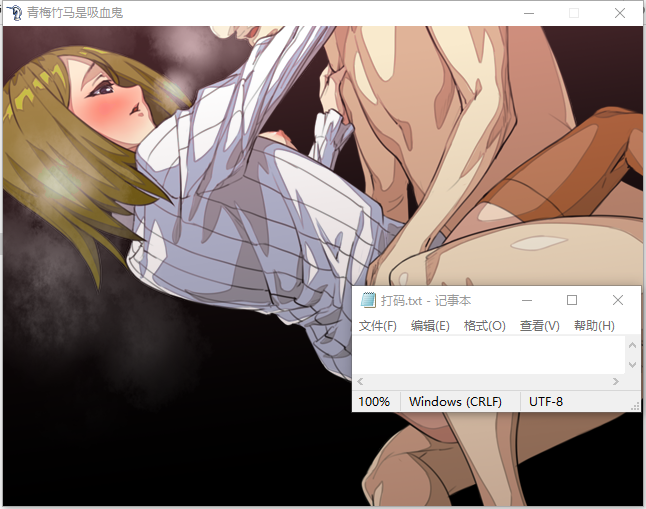 青梅竹马是吸血鬼
打码.txt - 记事本
文件(F) 编辑(E) 格式(O) 查看(V) 帮助(H)
100% Windows (CRLF) UTF-8